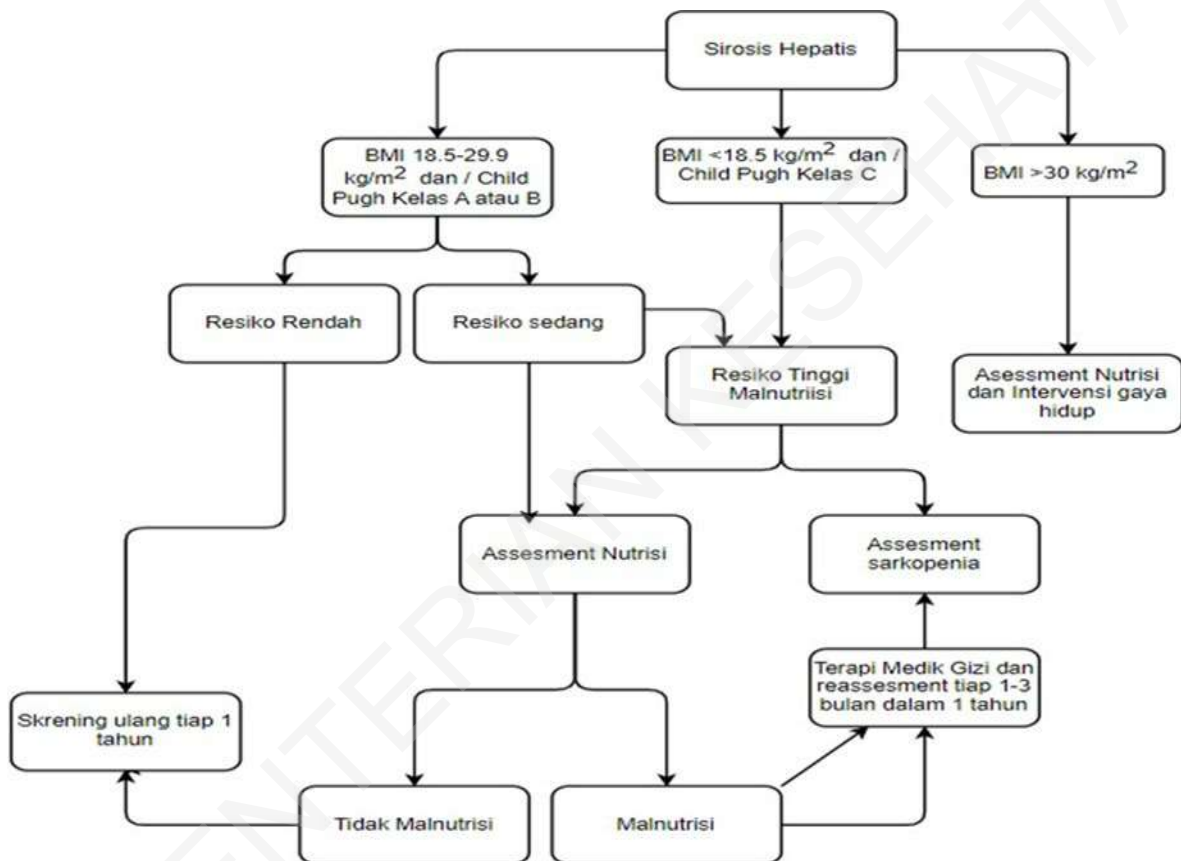 Sirosis Hepatis
BMI 18.5-29.9
kg/m² dan / Child
Pugh Kelas A atau B
BMI <18.5 kg/m² dan /
Child Pugh Kelas C
BMI >30 kg/m²
Resiko Rendah
Resiko sedang
Resiko Tinggi
Malnutriisi
Asessment Nutrisi
dan Intervensi gaya
hidup
Assesment Nutrisi
Assesment
sarkopenia
Terapi Medik Gizi dan
reassesment tiap 1-3
bulan dalam 1 tahun
Skrening ulang tiap 1
tahun
Tidak Malnutrisi
Malnutrisi
ENTERIAN KESEHATA